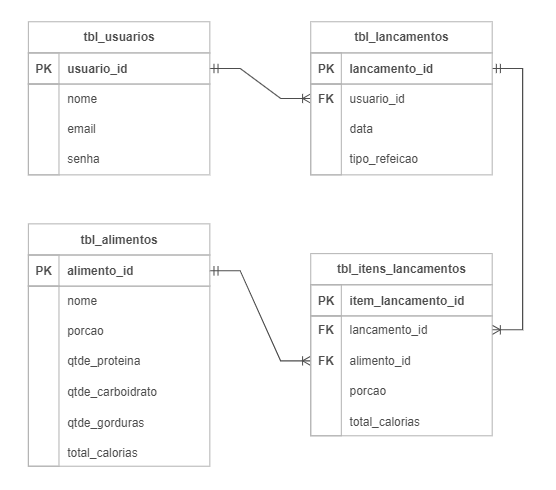 tbl_usuarios
PK usuario_id
nome
email
senha
tbl_lancamentos
PK lancamento_id
FK usuario_id
data
tipo_refeicao
tbl_alimentos
PK alimento_id
nome
porcao
qtde_proteina
qtde_carboidrato
qtde_gorduras
total_calorias
tbl_itens_lancamentos
PK item_lancamento_id
FK lancamento_id
FK alimento_id
porcao
total_calorias